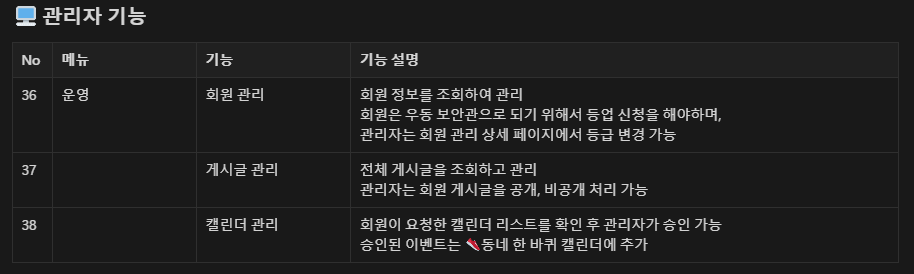 🖥️ 관리자 기능
No 메뉴 기능 기능 설명
36 운영 회원 관리 회원 정보를 조회하여 관리
회원은 우동 보안관으로 되기 위해서 등업 신청을 해야하며,
관리자는 회원 관리 상세 페이지에서 등급 변경 가능
37 게시글 관리 전체 게시글을 조회하고 관리
관리자는 회원 게시글을 공개, 비공개 처리 가능
38 캘린더 관리 회원이 요청한 캘린더 리스트를 확인 후 관리자가 승인 가능
승인된 이벤트는 👟동네 한 바퀴 캘린더에 추가